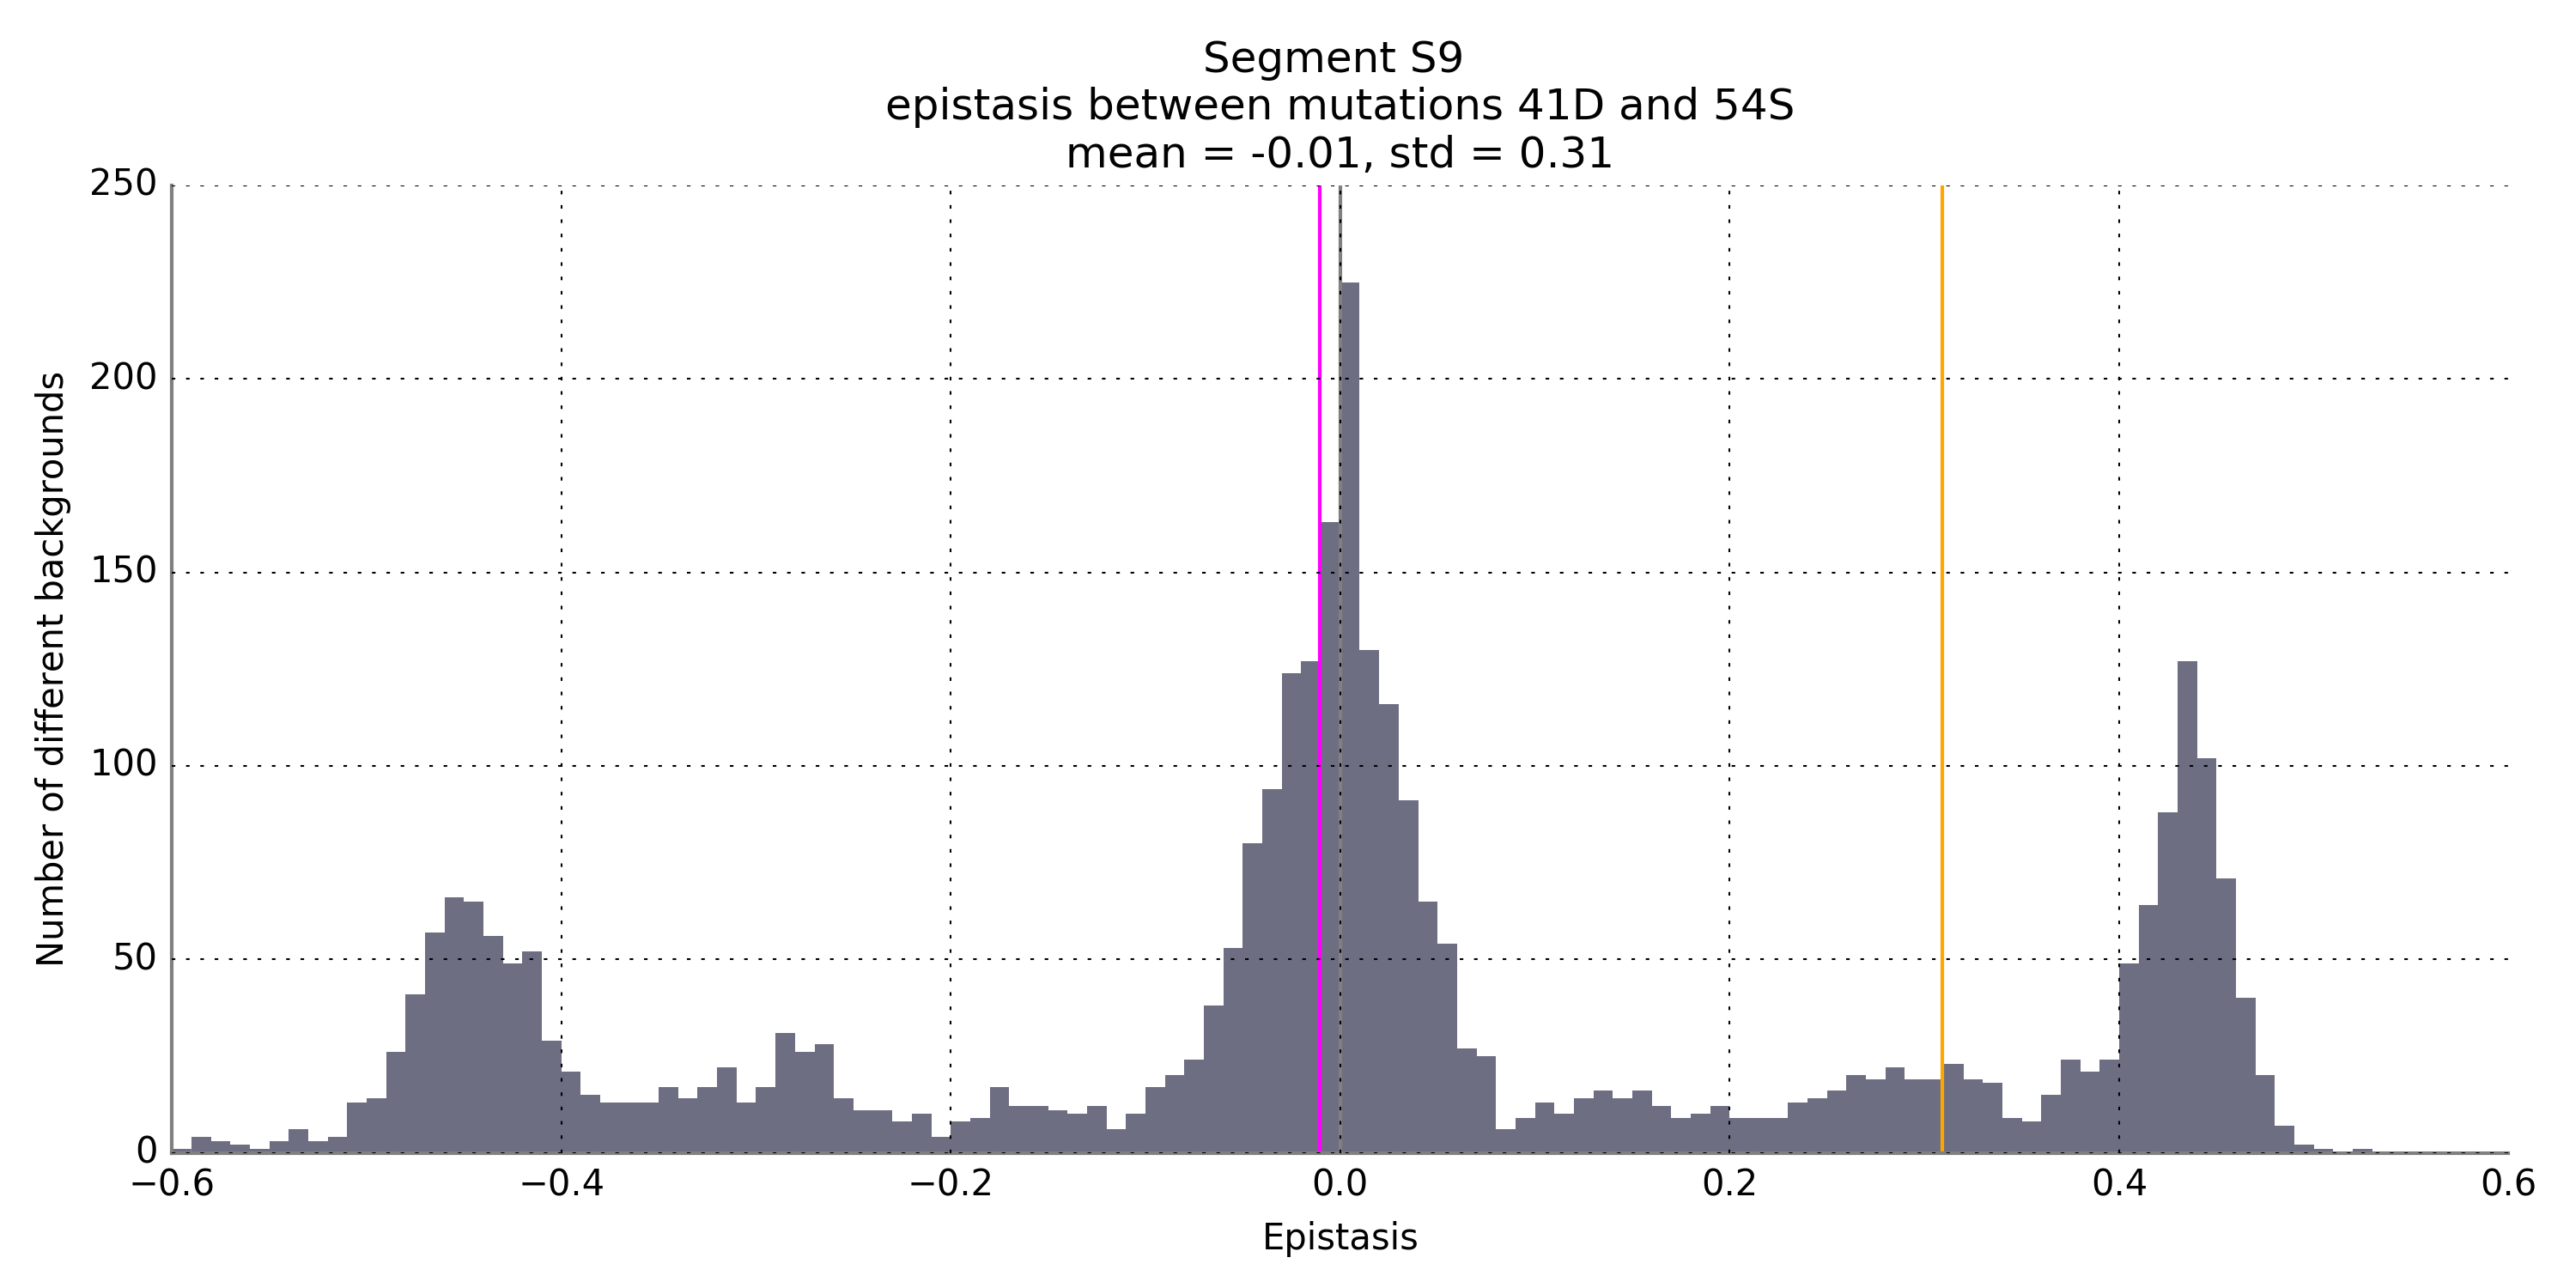 Segment S9
epistasis between mutations 41D and 54S
mean = -0.01, std = 0.31
Number of different backgrounds
250
200
150
100
50
0
−0.6
−0.4
−0.2
0.0
0.2
0.4
0.6
Epistasis